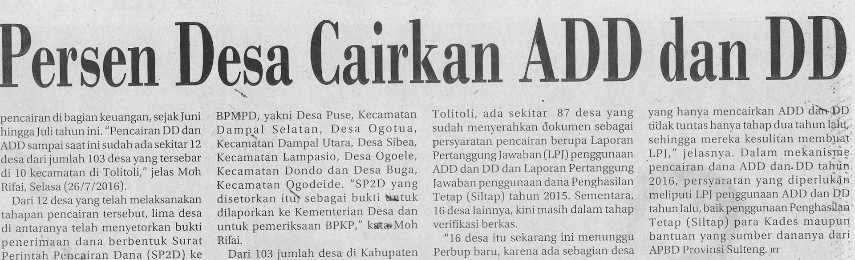 Persen Desa Cairkan ADD dan DD
pencairan di bagian keuangan, sejak Juni
hingga Juli tahun ini. "Pencairan DD dan
ADD sampai saat ini sudah ada sekitar 12
desa dari jumlah 103 desa yang tersebar
di 10 kecamatan di Tolitoli," jelas Moh
Rifai, Selasa (26/7/2016).
Dari 12 desa yang telah melaksanakan
tahapan pencairan tersebut, lima desa
di antaranya telah menyetorkan bukti
penerimaan dana berbentuk Surat
Perintah Pencairan Dana (SP2D) ke
BPMPD, yakni Desa Puse, Kecamatan
Dampal Selatan, Desa Ogotua,
Kecamatan Dampal Utara, Desa Sibea,
Kecamatan Lampasio, Desa Ogoele,
Kecamatan Dondo dan Desa Buga,
Kecamatan Ogodeide. "SP2D yang
disetorkan itu sebagai bukti untuk
dilaporkan ke Kementerian Desa dan
untuk pemeriksaan BPKP," kata Moh
Rifai.
Dari 103 jumlah desa di Kabupaten
Tolitoli, ada sekitar 87 desa yang
sudah menyerahkan dokumen sebagai
persyaratan pencairan berupa Laporan
Pertanggung Jawaban (LPJ) penggunaan
ADD dan DD dan Laporan Pertanggung
Jawaban penggunaan dana Penghasilan
Tetap (Siltap) tahun 2015. Sementara,
16 desa lainnya, kini masih dalam tahap
verifikasi berkas.
"16 desa itu sekarang ini menunggu
Perbup baru, karena ada sebagian desa
yang hanya mencairkan ADD dan DD
tidak tuntas hanya tahap dua tahun lalu,
sehingga mereka kesulitan membuat
LPJ," jelasnya. Dalam mekanisme
pencairan dana ADD dan DD tahun
2016, persyaratan yang diperlukan
meliputi LPJ penggunaan ADD dan DD
tahun lalu, baik penggunaan Penghasilan
Tetap (Siltap) para Kades maupun
bantuan yang sumber dananya dari
APBD Provinsi Sulteng.